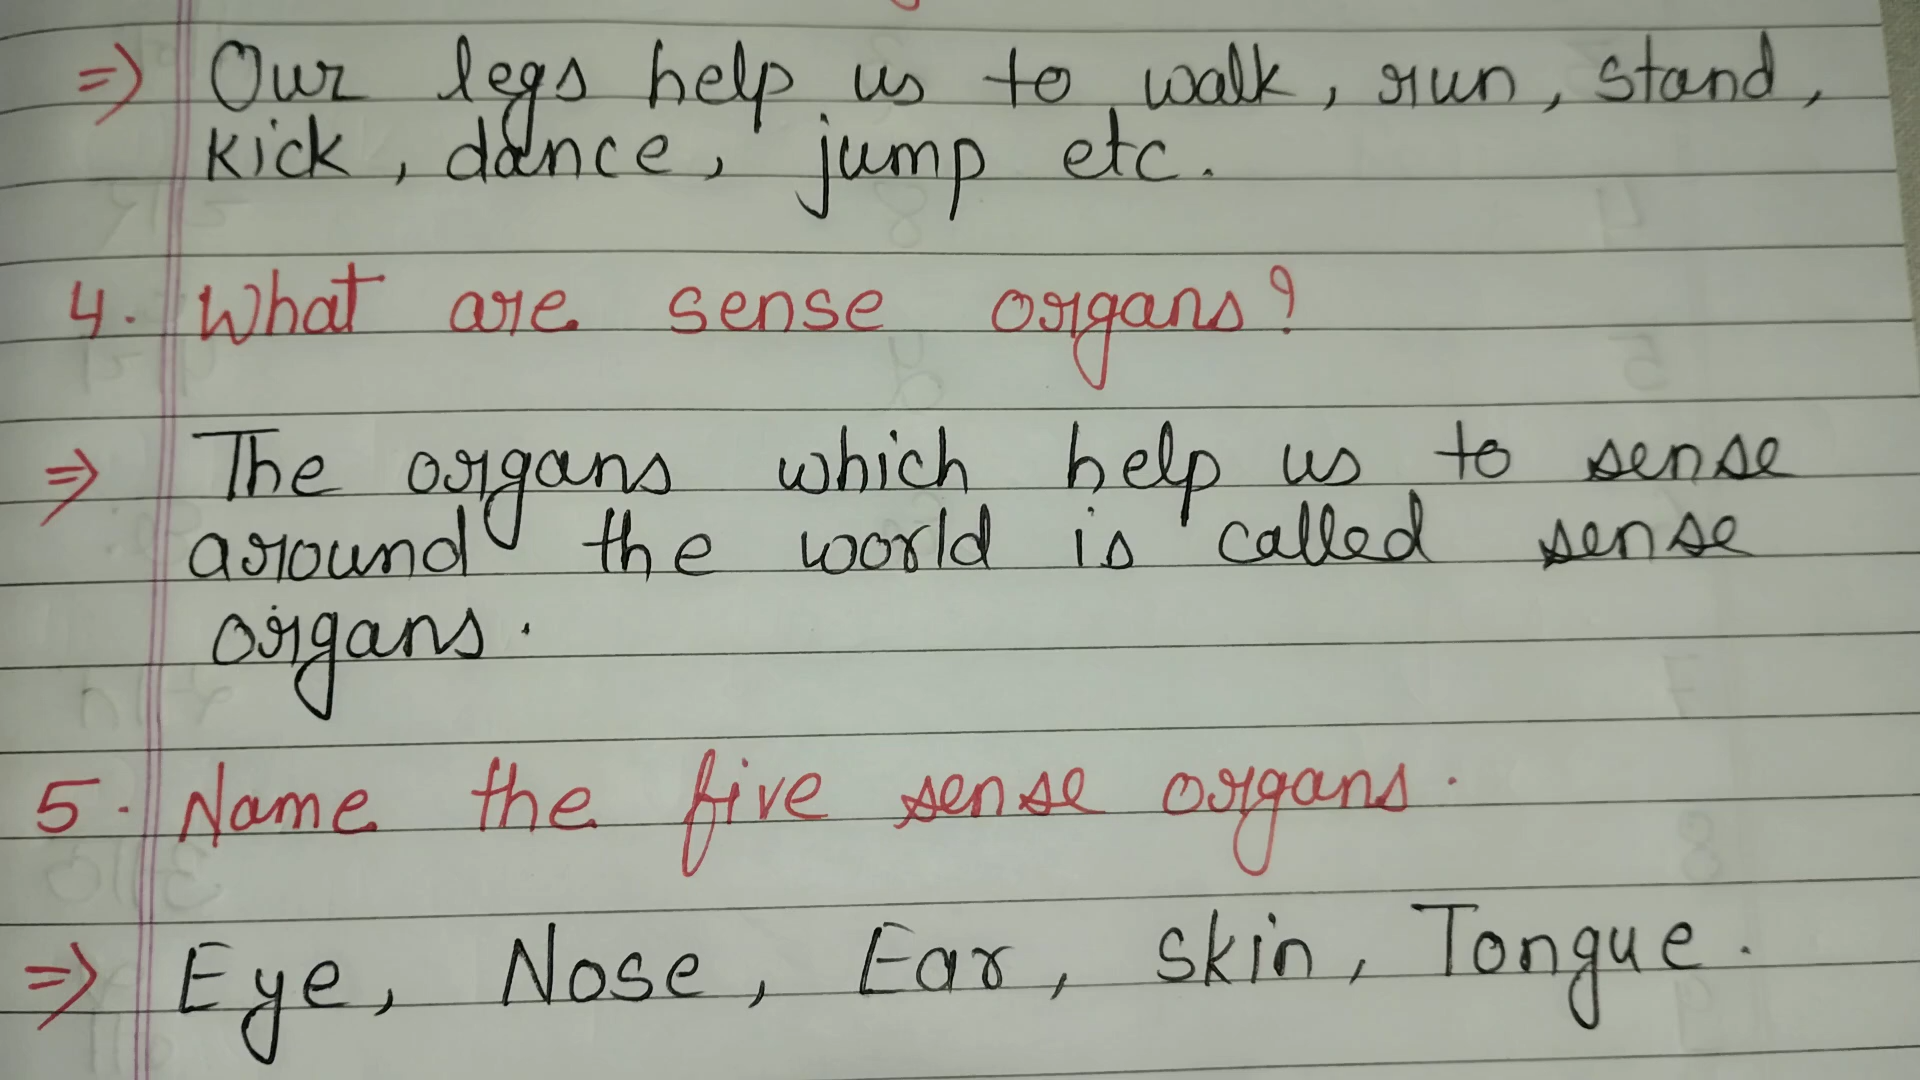 ⇒ Our legs help us to walk, run, stand,
kick, dance, jump etc.
4. What are sense organs?
⇒ The organs which help us to sense
around the world is called sense
organs.
5. Name the five sense organs.
⇒ Eye, Nose, Ear, skin, Tongue.